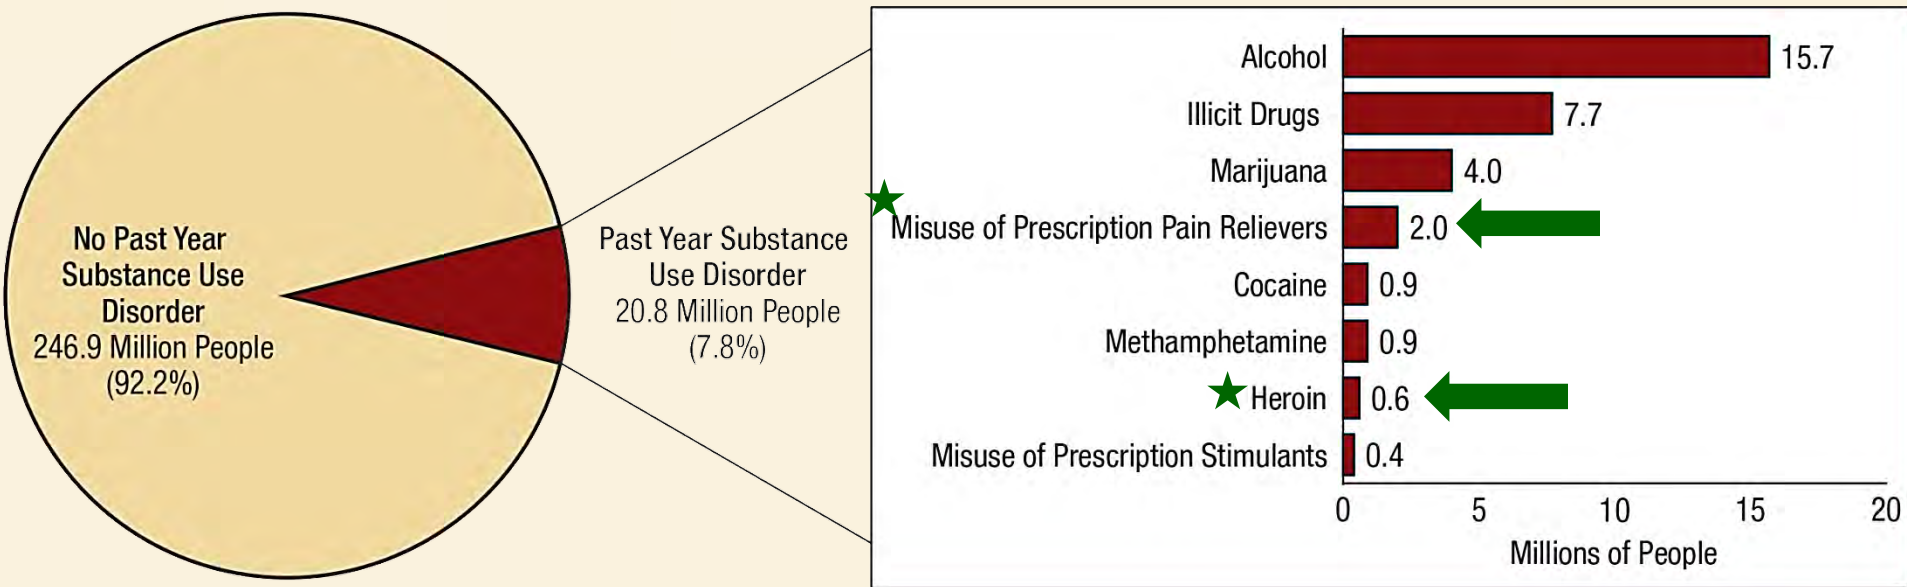 No Past Year
Substance Use
Disorder
246.9 Million People
(92.2%)
Past Year Substance
Use Disorder
20.8 Million People
(7.8%)
Alcohol 15.7
Illicit Drugs 7.7
Marijuana 4.0
Misuse of Prescription Pain Relievers 2.0
Cocaine 0.9
Methamphetamine 0.9
Heroin 0.6
Misuse of Prescription Stimulants 0.4
0 5 10 15 20
Millions of People